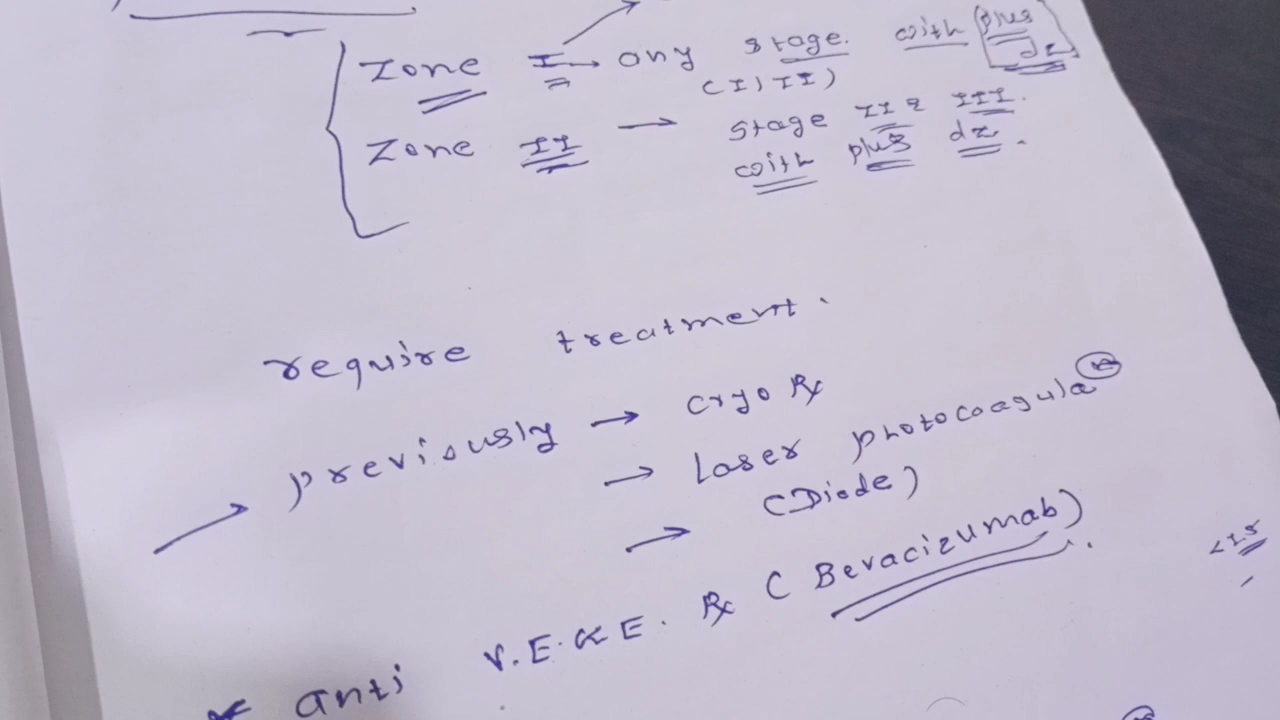 Zone I → any stage. with plus dz
(I, II)
Zone II → stage II & III.
with plus dz.
require treatment.
→ previously → cryo Rx
→ Laser photocoagula
(Diode)
→
* anti V.E.G.F. Rx (Bevacizumab).